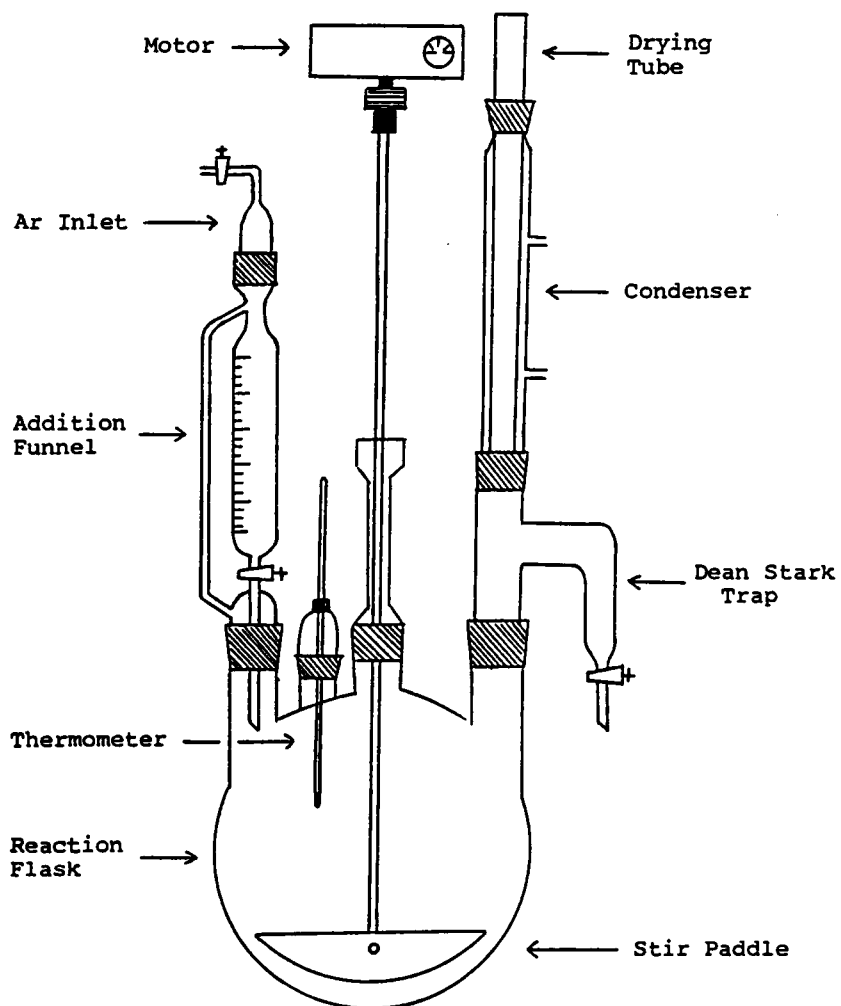 Motor
Drying
Tube
Ar Inlet
Condenser
Addition
Funnel
Dean Stark
Trap
Thermometer
Reaction
Flask
Stir Paddle